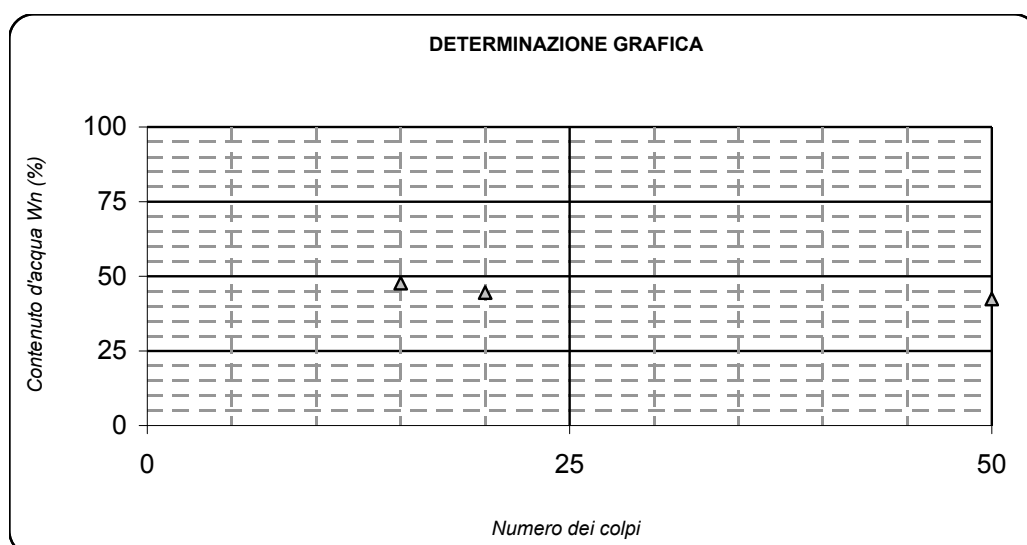 DETERMINAZIONE GRAFICA
Contenuto d'acqua Wn (%)
100
75
50
25
0
0 25 50
Numero dei colpi